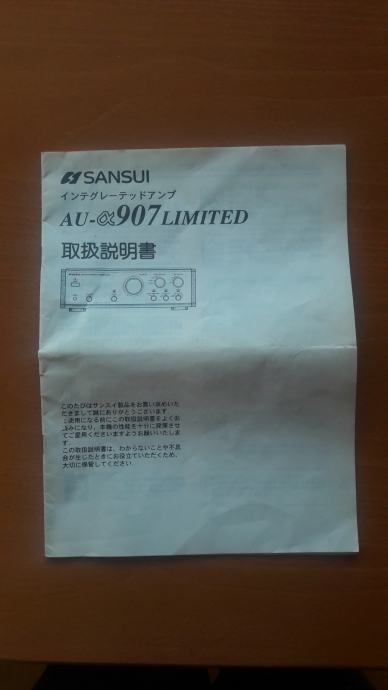 SANSUI
インテグレーテッドアンプ
AU-α907 LIMITED
取扱説明書
このたびはサンスイ製品をお買い求めいた
だきまして誠にありがとうございます。
ご使用になる前にこの取扱説明書をよくお
読みになり、本機の性能を十分に発揮させ
てご愛用くださいますようお願いいたしま
す。
この取扱説明書は、わからないことや不具
合が生じたときにお役立ていただくため、
大切に保管してください。